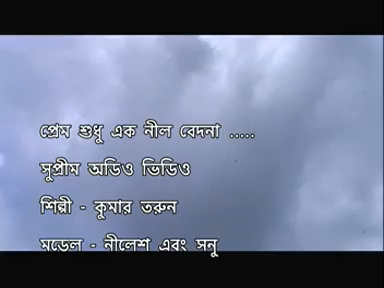 প্রেম শুধু এক নীল বেদনা .....
সুপ্রীম অডিও ভিডিও
শিল্পী - কুমার তরুন
মডেল - নীলেশ এবং সনু